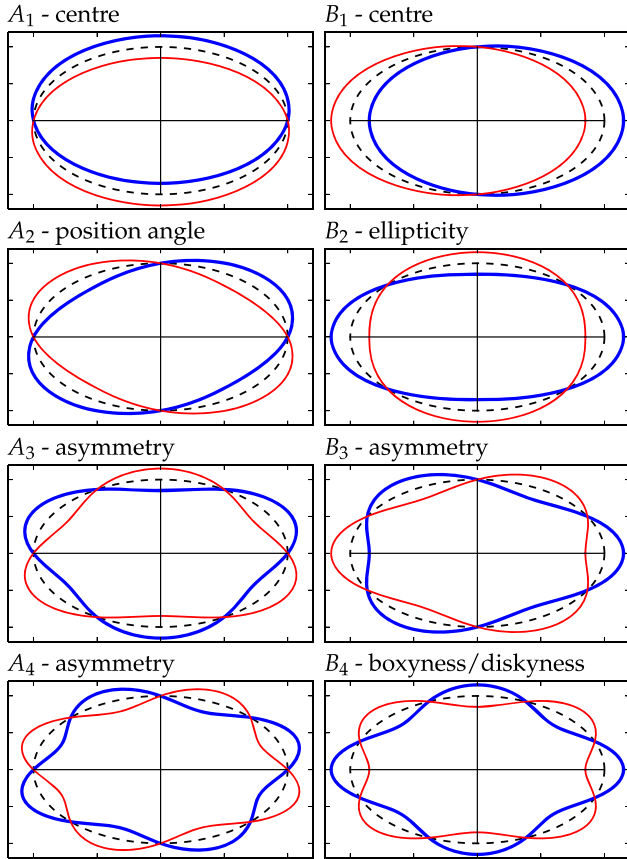 A₁ - centre
B₁ - centre
A₂ - position angle
B₂ - ellipticity
A₃ - asymmetry
B₃ - asymmetry
A₄ - asymmetry
B₄ - boxyness/diskyness